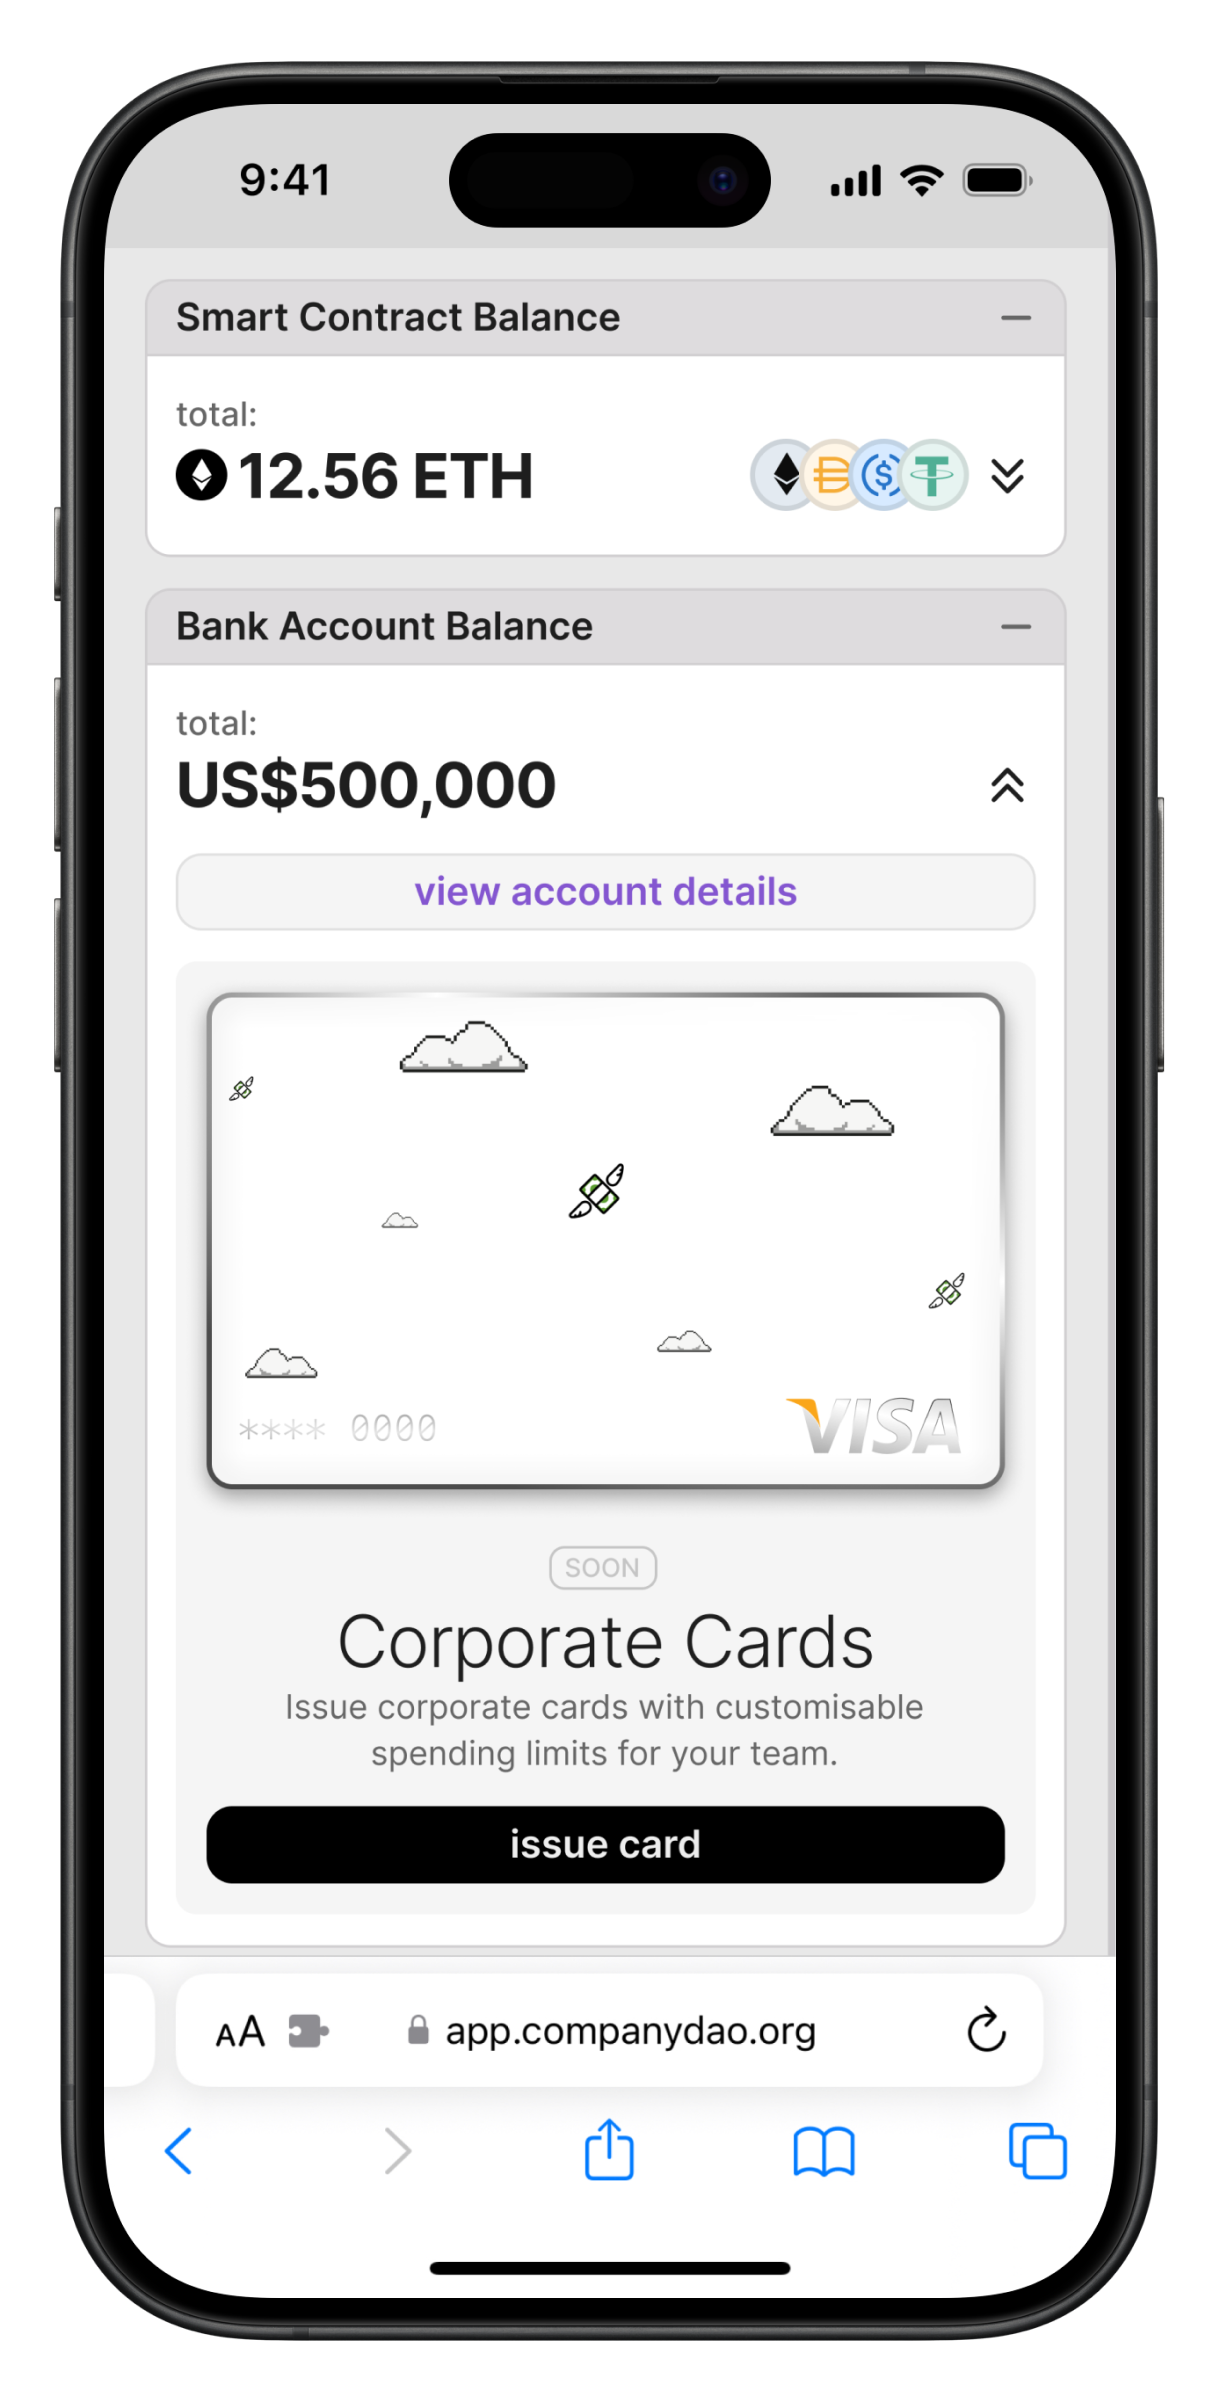 9:41
Smart Contract Balance
total:
12.56 ETH
Bank Account Balance
total:
US$500,000
view account details
**** 0000
VISA
SOON
Corporate Cards
Issue corporate cards with customisable
spending limits for your team.
issue card
AA
app.companydao.org